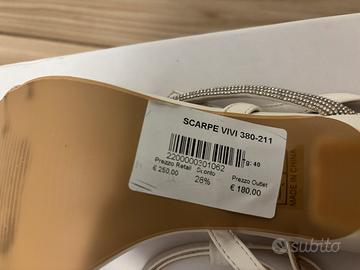 SCARPE VIVI 380-211
2200000301062
Tg: 40
Prezzo Retail
Sconto
Prezzo Outlet
€ 250,00
28%
€ 180,00
MADE IN CHINA
subito